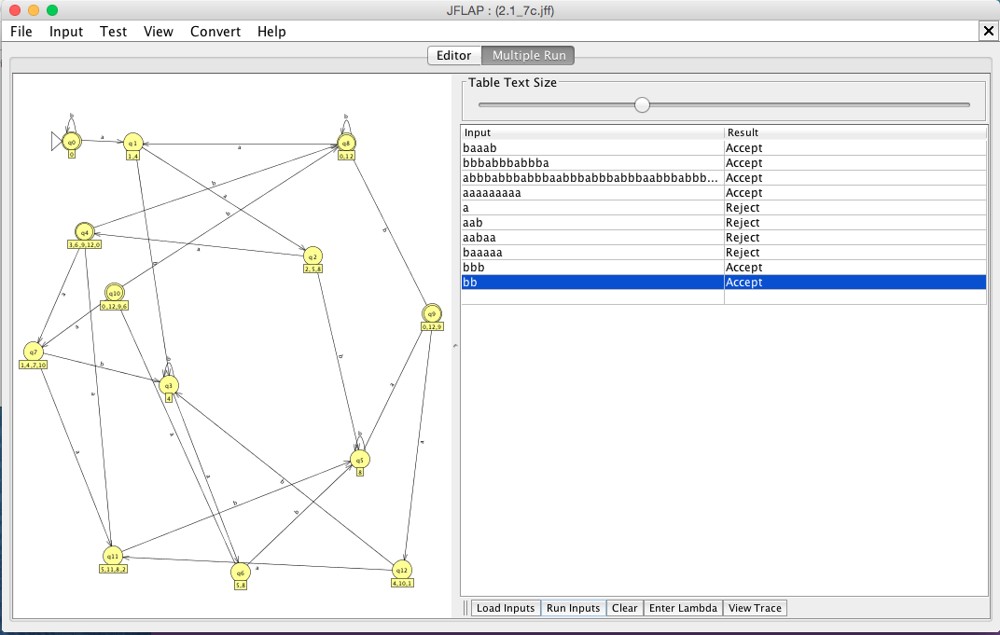 JFLAP : (2.1_7c.jff)
File Input Test View Convert Help
Editor Multiple Run
Table Text Size
Input Result
baaab Accept
bbbabbbabbba Accept
abbbabbbabbbaabbbabbbabbbaabbbabbb... Accept
aaaaaaaaa Accept
a Reject
aab Reject
aabaa Reject
baaaaa Reject
bbb Accept
bb Accept
Load Inputs Run Inputs Clear Enter Lambda View Trace
b
q0
0
a
q1
1,4
a
b
q8
0,12
b
a
b
q4
3,6,9,12,0
a
q2
2,5,8
b
q10
0,12,9,6
q9
0,12,9
a
a
q7
1,4,7,10
b
b
q3
4
b
a
a
a
a
a
a
b
q5
8
b
b
b
q11
5,11,8,2
q6
5,8
a
q12
4,10,1